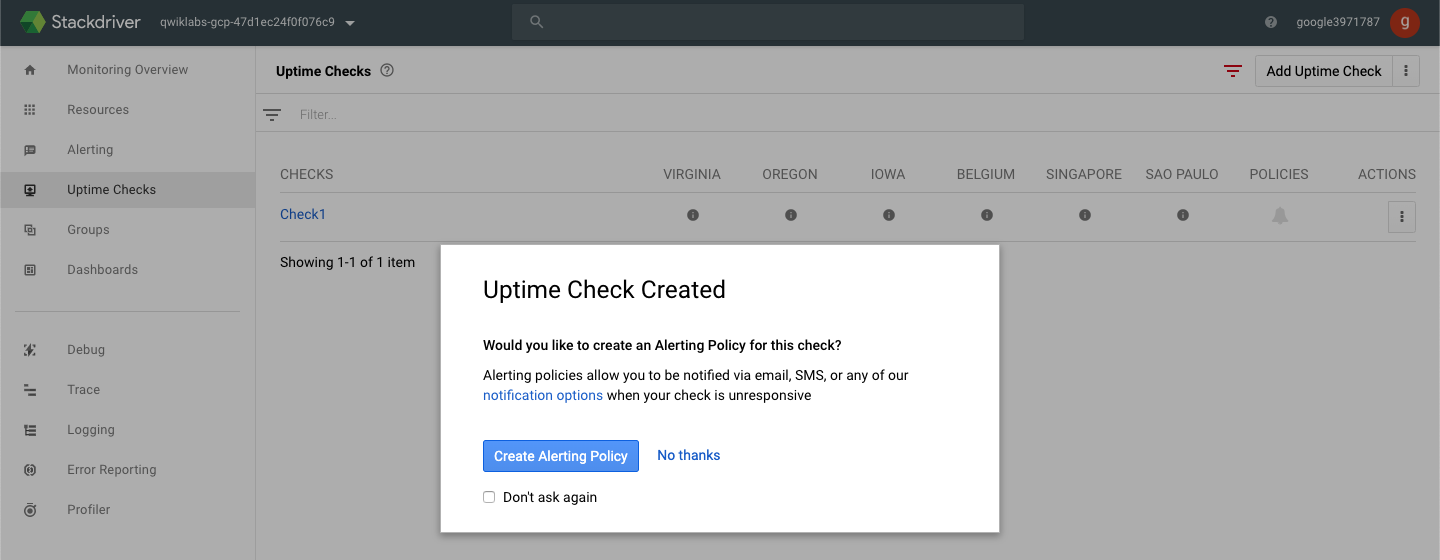 Stackdriver qwiklabs-gcp-47d1ec24f0f076c9 google3971787 g
Monitoring Overview
Resources
Alerting
Uptime Checks
Groups
Dashboards
Debug
Trace
Logging
Error Reporting
Profiler
Uptime Checks Add Uptime Check
Filter...
CHECKS VIRGINIA OREGON IOWA BELGIUM SINGAPORE SAO PAULO POLICIES ACTIONS
Check1
Showing 1-1 of 1 item
Uptime Check Created
Would you like to create an Alerting Policy for this check?
Alerting policies allow you to be notified via email, SMS, or any of our
notification options when your check is unresponsive
Create Alerting Policy No thanks
Don't ask again